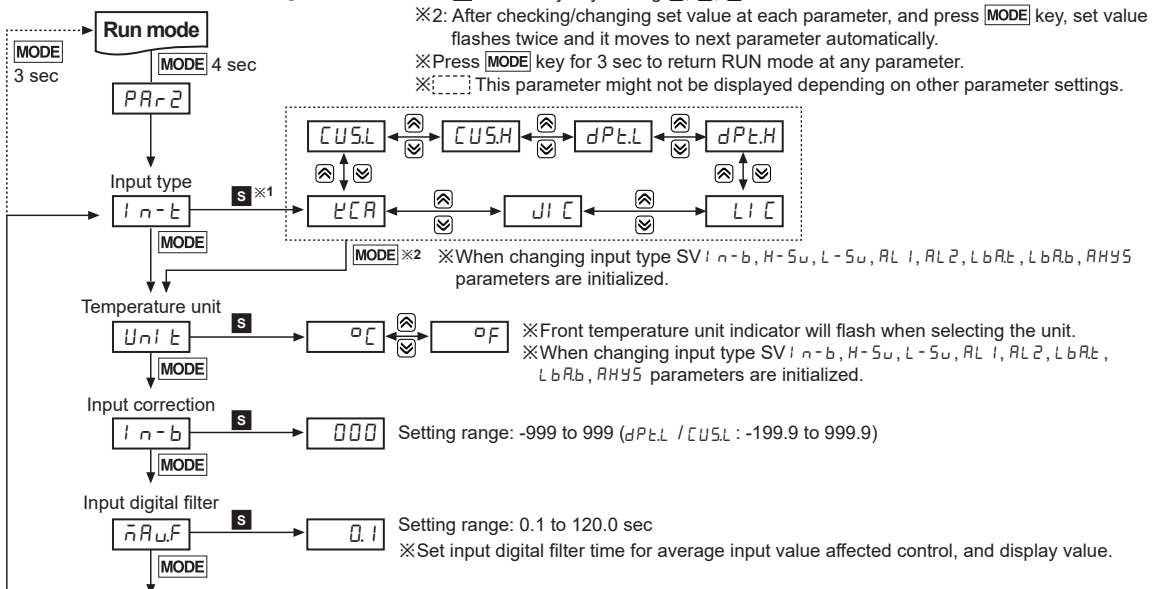 ※2: After checking/changing set value at each parameter, and press MODE key, set value
flashes twice and it moves to next parameter automatically.
※Press MODE key for 3 sec to return RUN mode at any parameter.
※ This parameter might not be displayed depending on other parameter settings.
Run mode
MODE
3 sec
MODE 4 sec
PAr2
CUS.L CUS.H dPt.L dPt.H
Input type
In-t
S ※1
KCA JIC LIC
MODE
MODE ※2
※When changing input type SV In-b, H-Su, L-Su, AL1, AL2, LbA.t, LbA.b, AHYS
parameters are initialized.
Temperature unit
UnIt
S
°C °F
※Front temperature unit indicator will flash when selecting the unit.
※When changing input type SV In-b, H-Su, L-Su, AL1, AL2, LbA.t,
LbA.b, AHYS parameters are initialized.
MODE
Input correction
In-b
S
000
Setting range: -999 to 999 (dPt.L / CUS.L : -199.9 to 999.9)
MODE
Input digital filter
mAu.F
S
0.1
Setting range: 0.1 to 120.0 sec
※Set input digital filter time for average input value affected control, and display value.
MODE